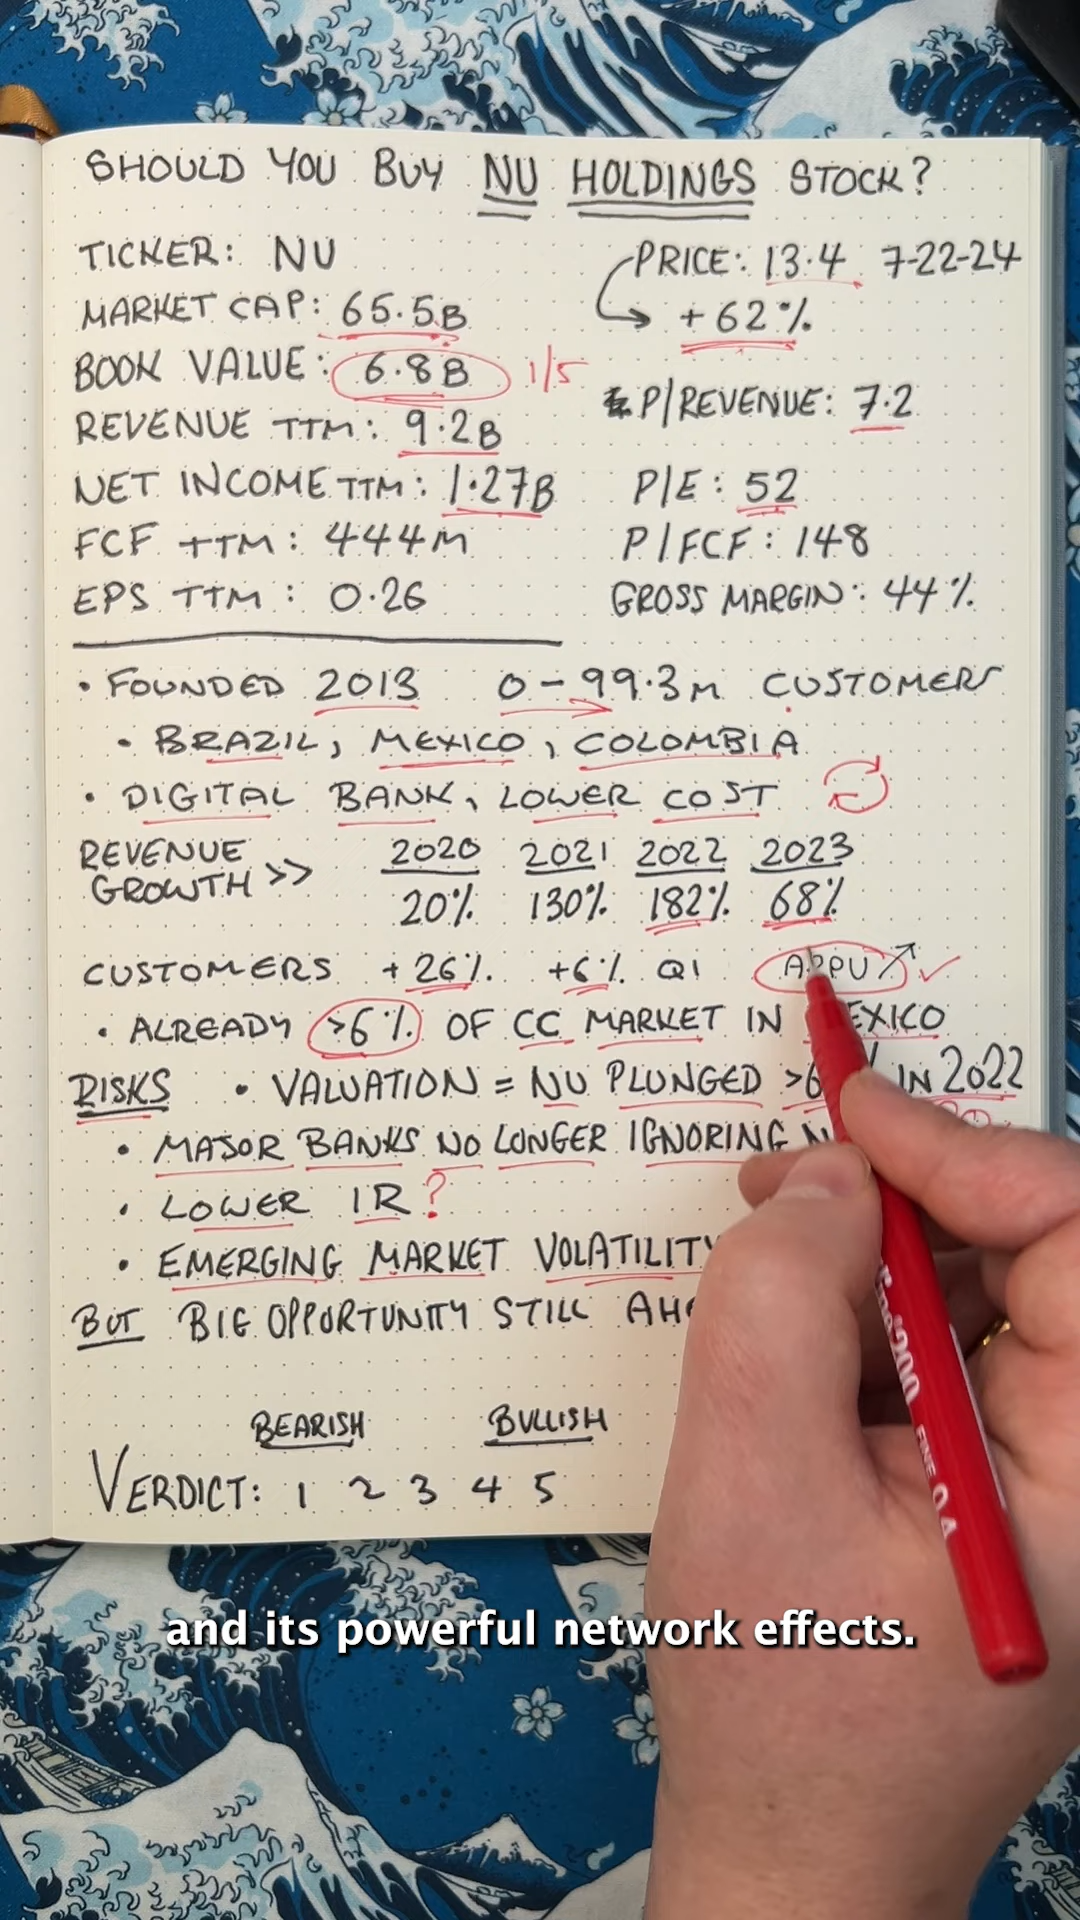 SHOULD YOU BUY NU HOLDINGS STOCK?
TICKER: NU
PRICE: 13.4 7-22-24
+62%
MARKET CAP: 65.5B
BOOK VALUE: 6.8B 1/5
P/REVENUE: 7.2
REVENUE TTM: 9.2B
NET INCOME TTM: 1.27B
P/E: 52
FCF TTM: 444M
P/FCF: 148
EPS TTM: 0.26
GROSS MARGIN: 44%
• FOUNDED 2013 0-99.3M CUSTOMERS
• BRAZIL, MEXICO, COLOMBIA
• DIGITAL BANK, LOWER COST
REVENUE GROWTH >>
2020 2021 2022 2023
20% 130% 182% 68%
CUSTOMERS +26% +6% Q1
• ALREADY >6% OF CC MARKET IN MEXICO
RISKS • VALUATION = NU PLUNGED IN 2022
• MAJOR BANKS NO LONGER IGNORING
• LOWER IR?
• EMERGING MARKET VOLATILITY
BUT BIG OPPORTUNITY STILL
BEARISH BULLISH
VERDICT: 1 2 3 4 5
FINE 0.4
and its powerful network effects.